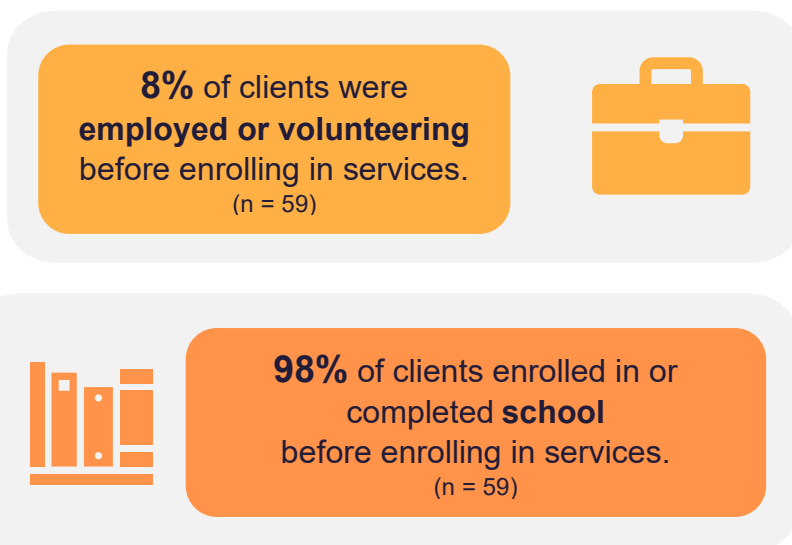 8% of clients were
employed or volunteering
before enrolling in services.
(n = 59)
98% of clients enrolled in or
completed school
before enrolling in services.
(n = 59)